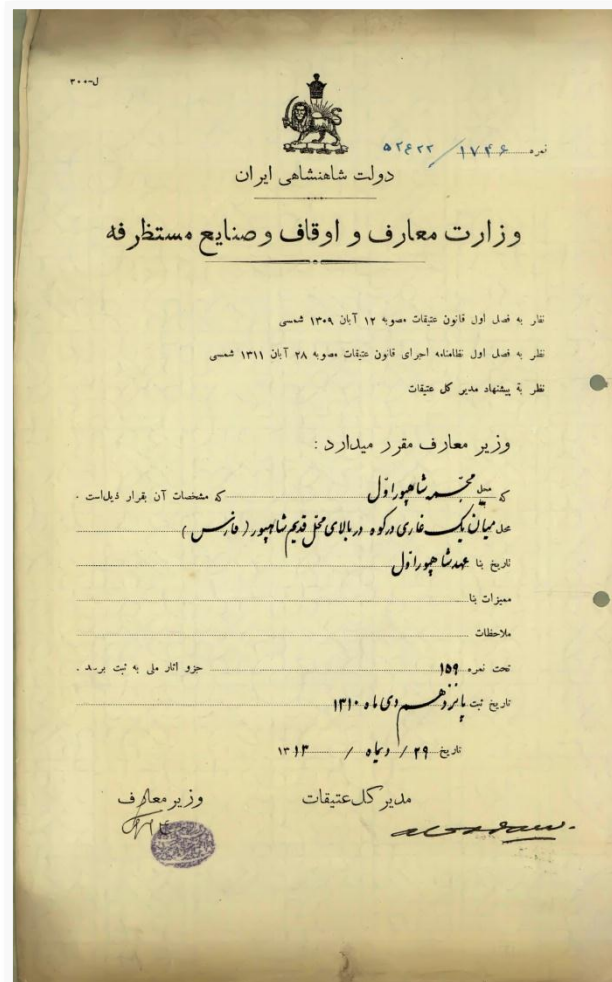 ل-۳۰۰
نمره ۵۲۶۲۲/۱۷۴۶
دولت شاهنشاهی ایران
وزارت معارف و اوقاف و صنایع مستظرفه
نظر به فصل اول قانون عتیقات مصوبه ۱۲ آبان ۱۳۰۹ شمسی
نظر به فصل اول نظامنامه اجرای قانون عتیقات مصوبه ۲۸ آبان ۱۳۱۱ شمسی
نظر به پیشنهاد مدیر کل عتیقات
وزیر معارف مقرر میدارد :
که مجسمه شاهپور اوّل که مشخصات آن بقرار ذیل است .
محل میان یک غاری در کوه در بالای محل قدیم شاهپور ( فارس )
تاریخ بنا عهد شاهپور اوّل
ممیزات بنا
ملاحظات
تحت نمره ۱۵۹ جزو آثار ملی به ثبت برسد .
تاریخ ثبت پانزدهم دی ماه ۱۳۱۰
تاریخ ۲۹ / دیماه / ۱۳۱۳
مدیر کل عتیقات
وزیر معارف